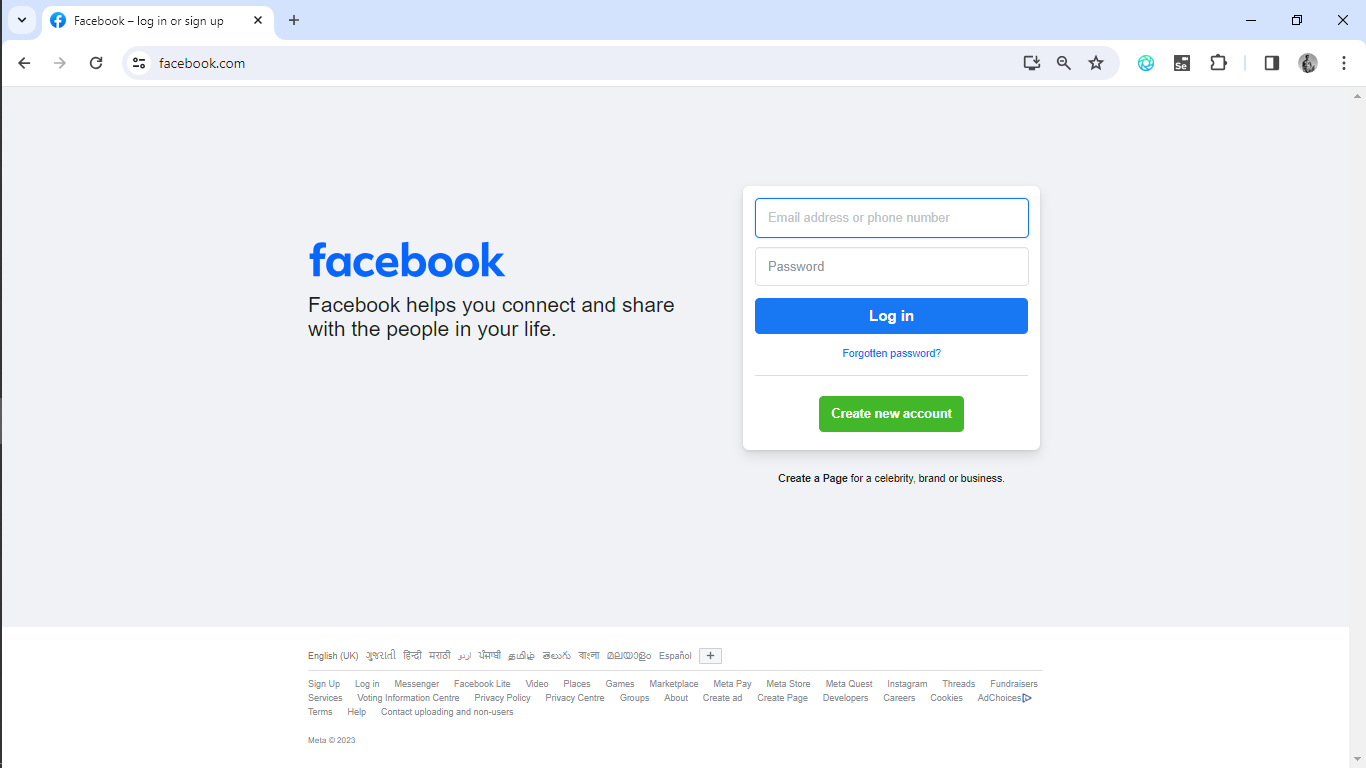 Facebook – log in or sign up
facebook.com
Se
facebook
Facebook helps you connect and share
with the people in your life.
Email address or phone number
Password
Log in
Forgotten password?
Create new account
Create a Page for a celebrity, brand or business.
English (UK) ગુજરાતી हिन्दी मराठी اردو ਪੰਜਾਬੀ தமிழ் తెలుగు বাংলা മലയാളം Español +
Sign Up Log in Messenger Facebook Lite Video Places Games Marketplace Meta Pay Meta Store Meta Quest Instagram Threads Fundraisers
Services Voting Information Centre Privacy Policy Privacy Centre Groups About Create ad Create Page Developers Careers Cookies AdChoices
Terms Help Contact uploading and non-users
Meta © 2023